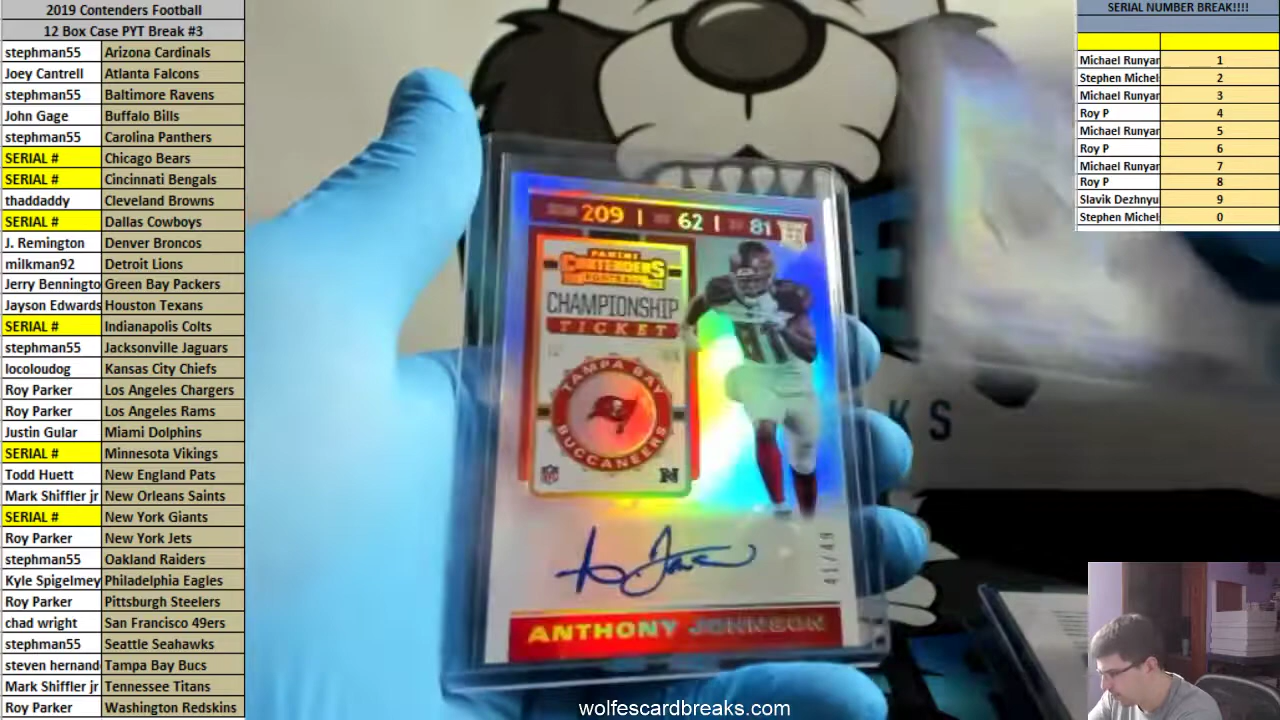 2019 Contenders Football
12 Box Case PYT Break #3
stephman55 Arizona Cardinals
Joey Cantrell Atlanta Falcons
stephman55 Baltimore Ravens
John Gage Buffalo Bills
stephman55 Carolina Panthers
SERIAL # Chicago Bears
SERIAL # Cincinnati Bengals
thaddaddy Cleveland Browns
SERIAL # Dallas Cowboys
J. Remington Denver Broncos
milkman92 Detroit Lions
Jerry Benningto Green Bay Packers
Jayson Edwards Houston Texans
SERIAL # Indianapolis Colts
stephman55 Jacksonville Jaguars
locoloudog Kansas City Chiefs
Roy Parker Los Angeles Chargers
Roy Parker Los Angeles Rams
Justin Gular Miami Dolphins
SERIAL # Minnesota Vikings
Todd Huett New England Pats
Mark Shiffler jr New Orleans Saints
SERIAL # New York Giants
Roy Parker New York Jets
stephman55 Oakland Raiders
Kyle Spigelmey Philadelphia Eagles
Roy Parker Pittsburgh Steelers
chad wright San Francisco 49ers
stephman55 Seattle Seahawks
steven hernand Tampa Bay Bucs
Mark Shiffler jr Tennessee Titans
Roy Parker Washington Redskins
209 62 81
PANINI
CONTENDERS
FOOTBALL
CHAMPIONSHIP
TICKET
TAMPA BAY
BUCCANEERS
NFL
N
41/49
ANTHONY JOHNSON
KS
wolfescardbreaks.com
SERIAL NUMBER BREAK!!!!
Michael Runyar 1
Stephen Michel 2
Michael Runyar 3
Roy P 4
Michael Runyar 5
Roy P 6
Michael Runyar 7
Roy P 8
Slavik Dezhnyu 9
Stephen Michel 0